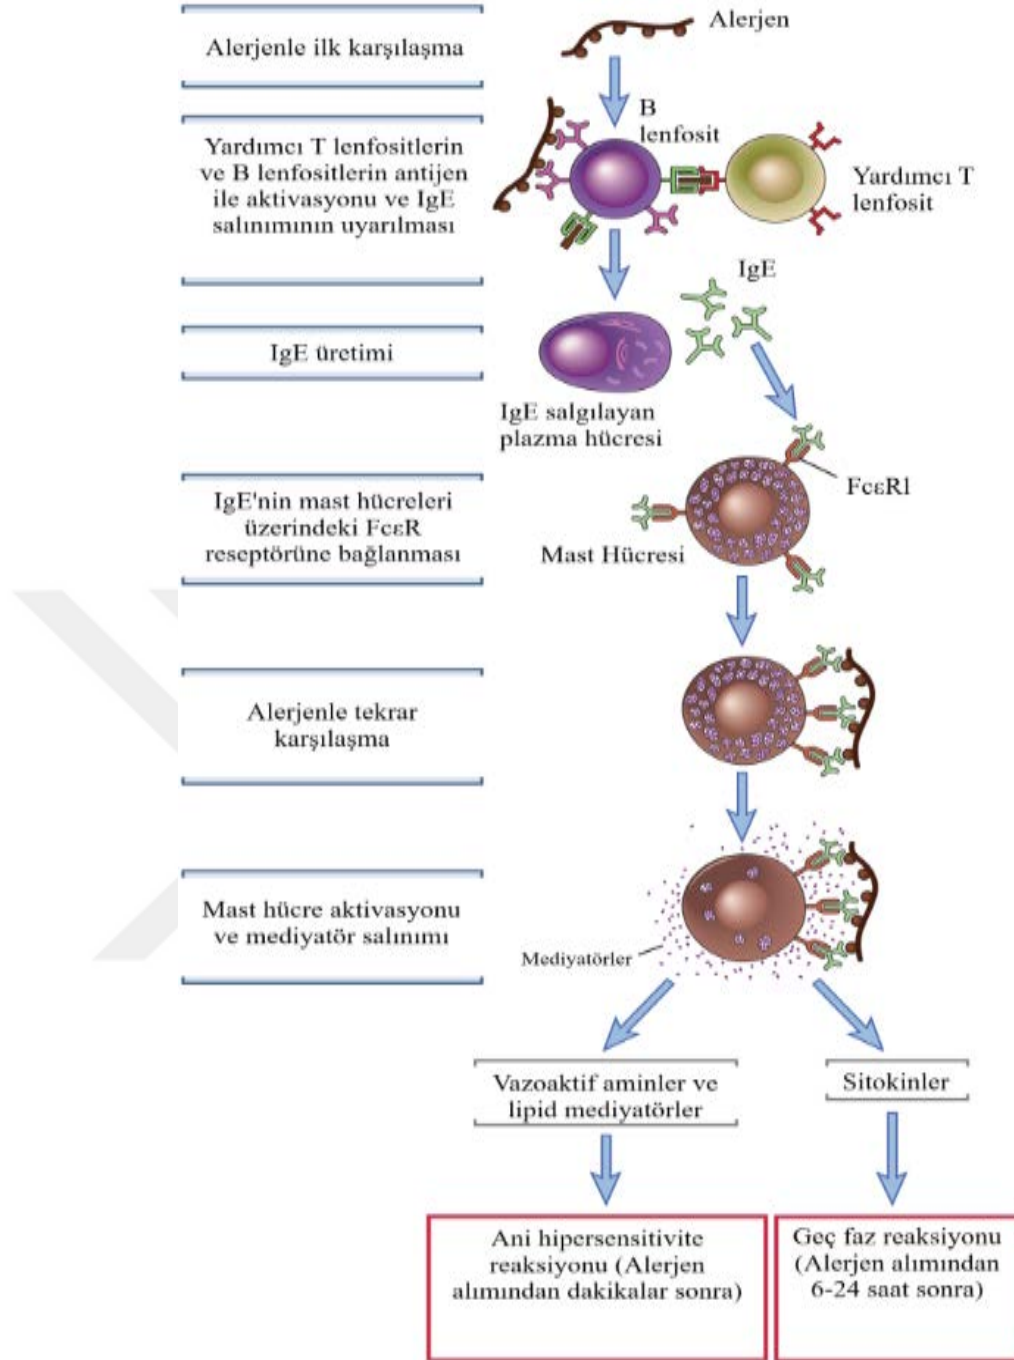 Alerjen
Alerjenle ilk karşılaşma
B
lenfosit
Yardımcı T lenfositlerin
ve B lenfositlerin antijen
ile aktivasyonu ve IgE
salınımının uyarılması
Yardımcı T
lenfosit
IgE
IgE üretimi
IgE salgılayan
plazma hücresi
FcεRl
IgE'nin mast hücreleri
üzerindeki FcεR
reseptörüne bağlanması
Mast Hücresi
Alerjenle tekrar
karşılaşma
Mast hücre aktivasyonu
ve mediyatör salınımı
Mediyatörler
Vazoaktif aminler ve
lipid mediyatörler
Sitokinler
Ani hipersensitivite
reaksiyonu (Alerjen
alımından dakikalar sonra)
Geç faz reaksiyonu
(Alerjen alımından
6-24 saat sonra)